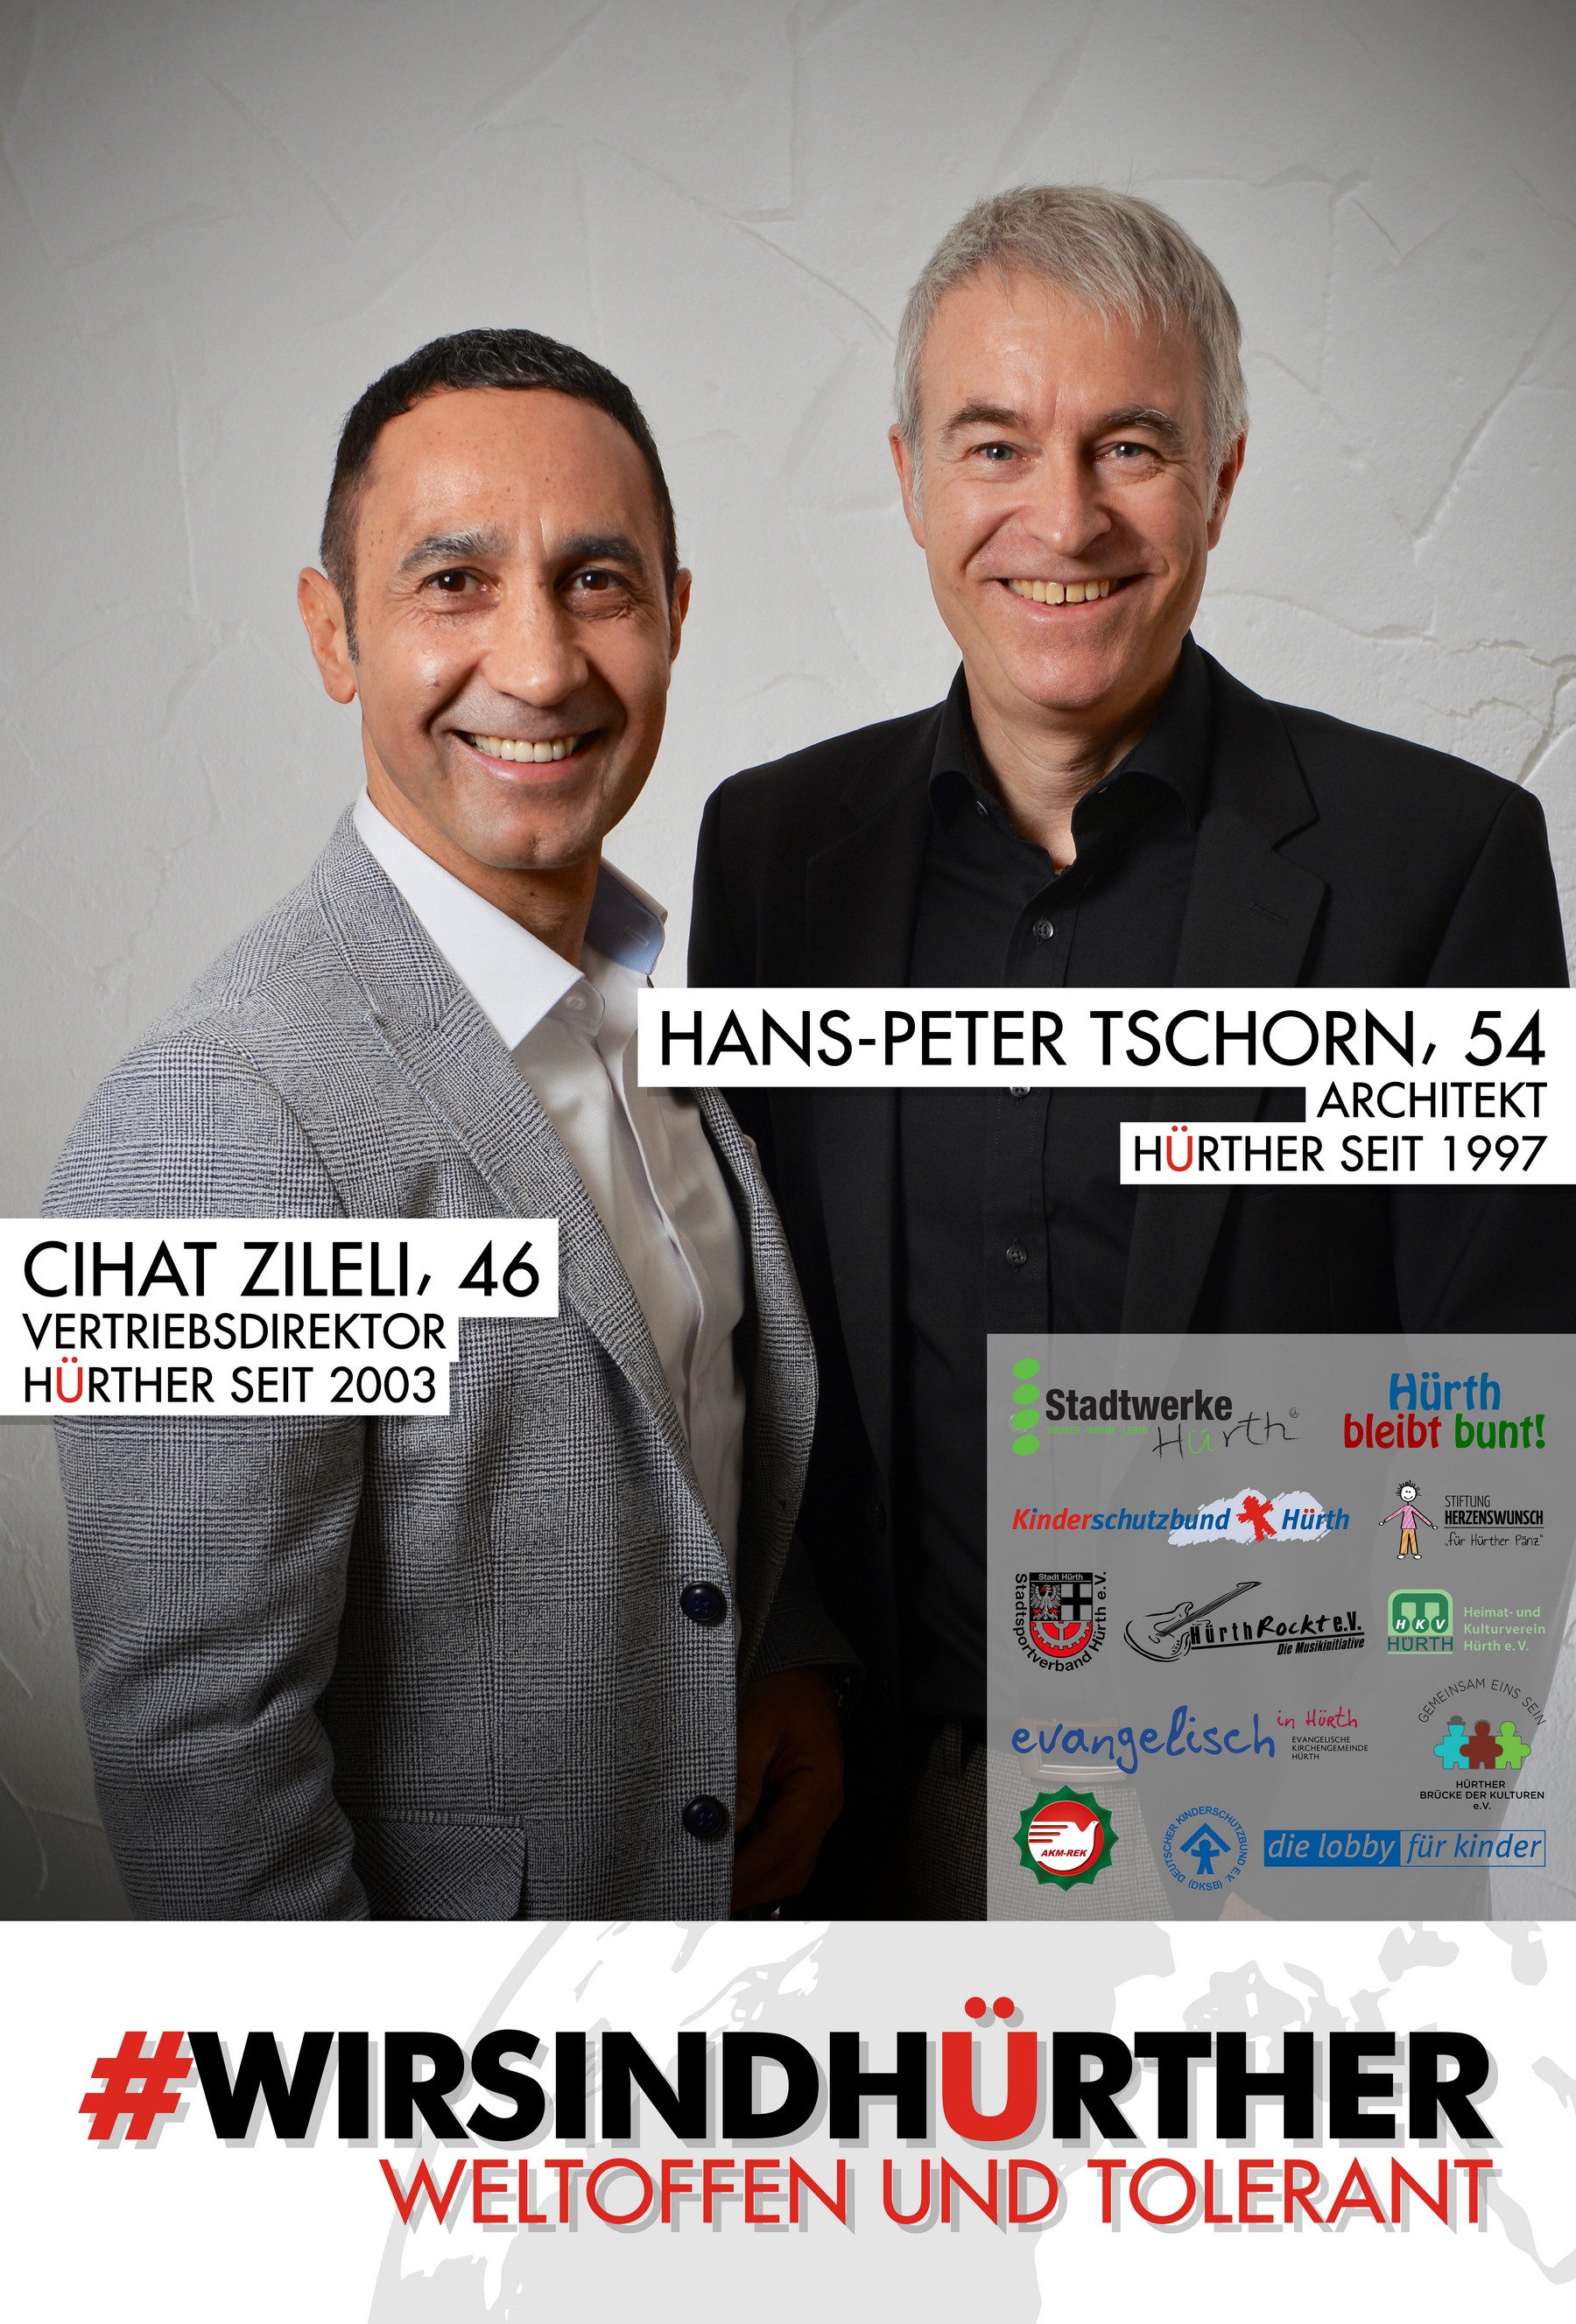 HANS-PETER TSCHORN, 54
ARCHITEKT
HÜRTHER SEIT 1997
CIHAT ZILELI, 46
VERTRIEBSDIREKTOR
HÜRTHER SEIT 2003
Stadtwerke
Hürth
Hürth
bleibt bunt!
Kinderschutzbund Hürth
STIFTUNG
HERZENSWUNSCH
„für Hürther Pänz"
Stadt Hürth
Stadtsportverband Hürth e.V.
HürthRockt e.V.
Die Musikinitiative
HKV
HÜRTH
Heimat- und
Kulturverein
Hürth e. V.
evangelisch in Hürth
EVANGELISCHE
KIRCHENGEMEINDE
HÜRTH
GEMEINSAM EINS SEIN
HÜRTHER
BRÜCKE DER KULTUREN
e.V.
AKM-REK
DEUTSCHER KINDERSCHUTZBUND E.V.
(DKSB)
die lobby für kinder
#WIRSINDHÜRTHER
WELTOFFEN UND TOLERANT